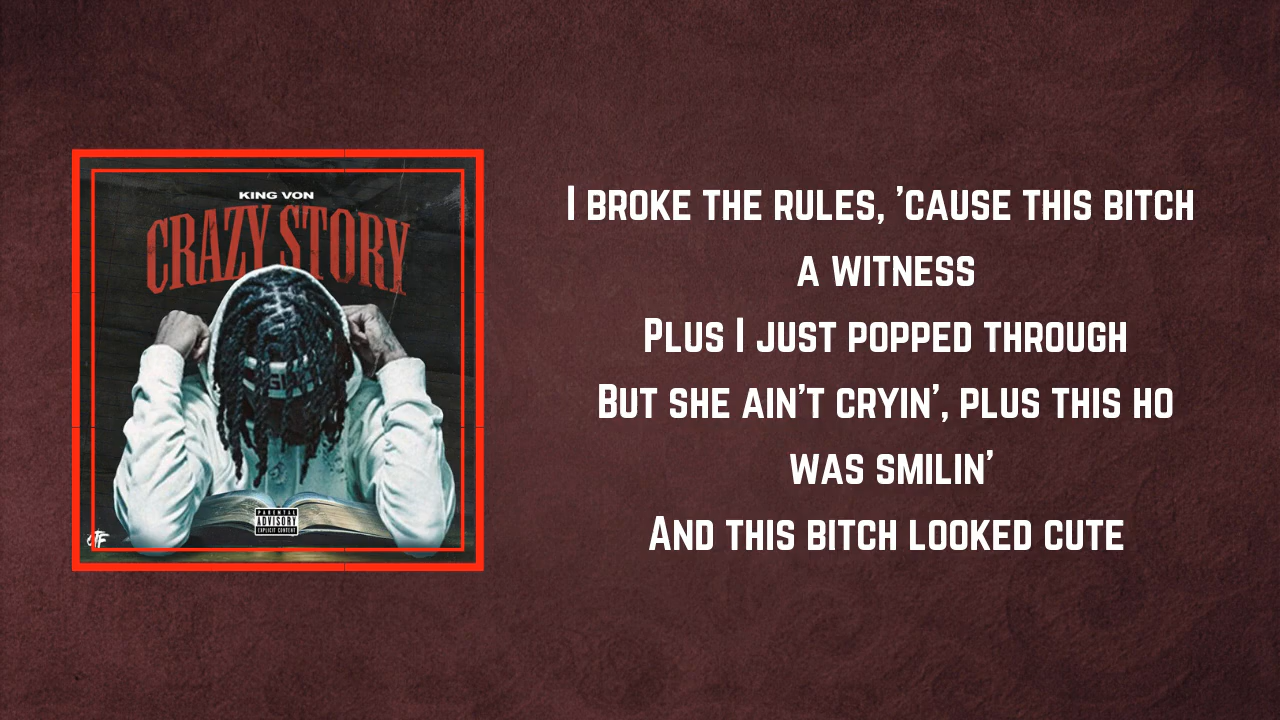 KING VON
CRAZY STORY
PARENTAL
ADVISORY
EXPLICIT CONTENT
I BROKE THE RULES, 'CAUSE THIS BITCH
A WITNESS
PLUS I JUST POPPED THROUGH
BUT SHE AIN'T CRYIN', PLUS THIS HO
WAS SMILIN'
AND THIS BITCH LOOKED CUTE